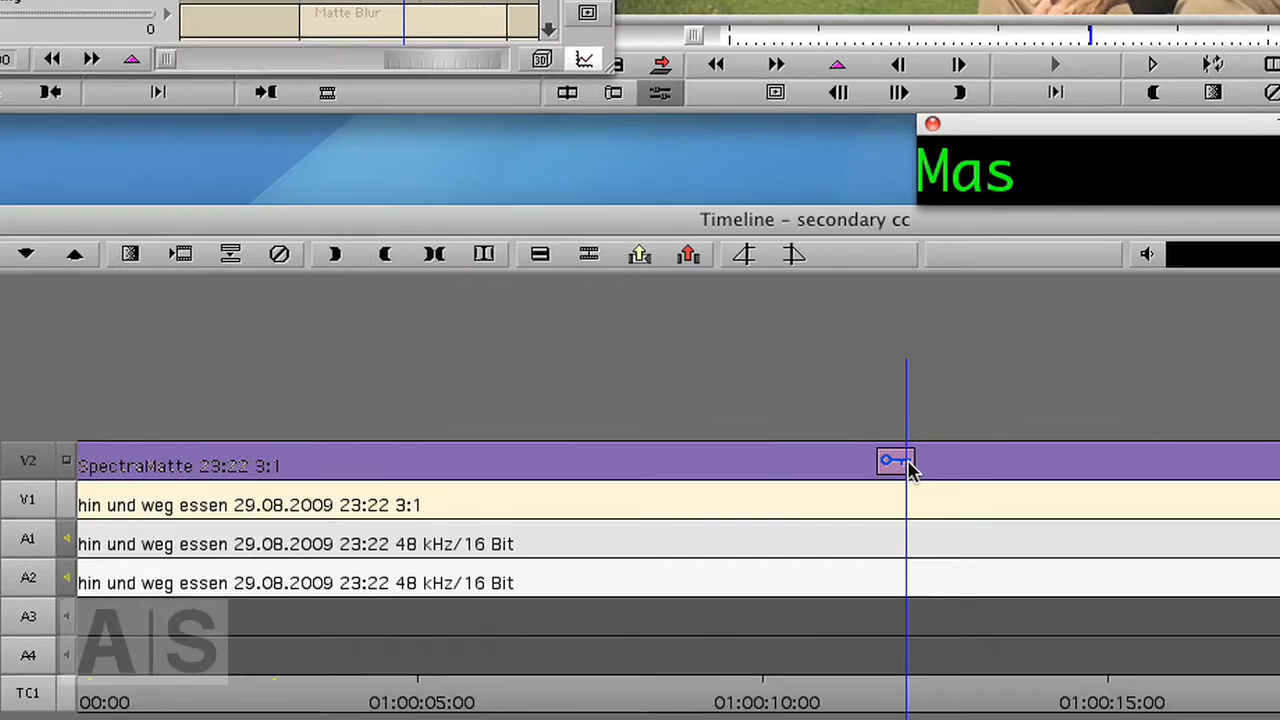 0
Matte Blur
00
Mas
Timeline - secondary cc
V2
SpectraMatte 23:22 3:1
V1
hin und weg essen 29.08.2009 23:22 3:1
A1
hin und weg essen 29.08.2009 23:22 48 kHz/16 Bit
A2
hin und weg essen 29.08.2009 23:22 48 kHz/16 Bit
A3
A4
A|S
TC1
00:00
01:00:05:00
01:00:10:00
01:00:15:00
3D